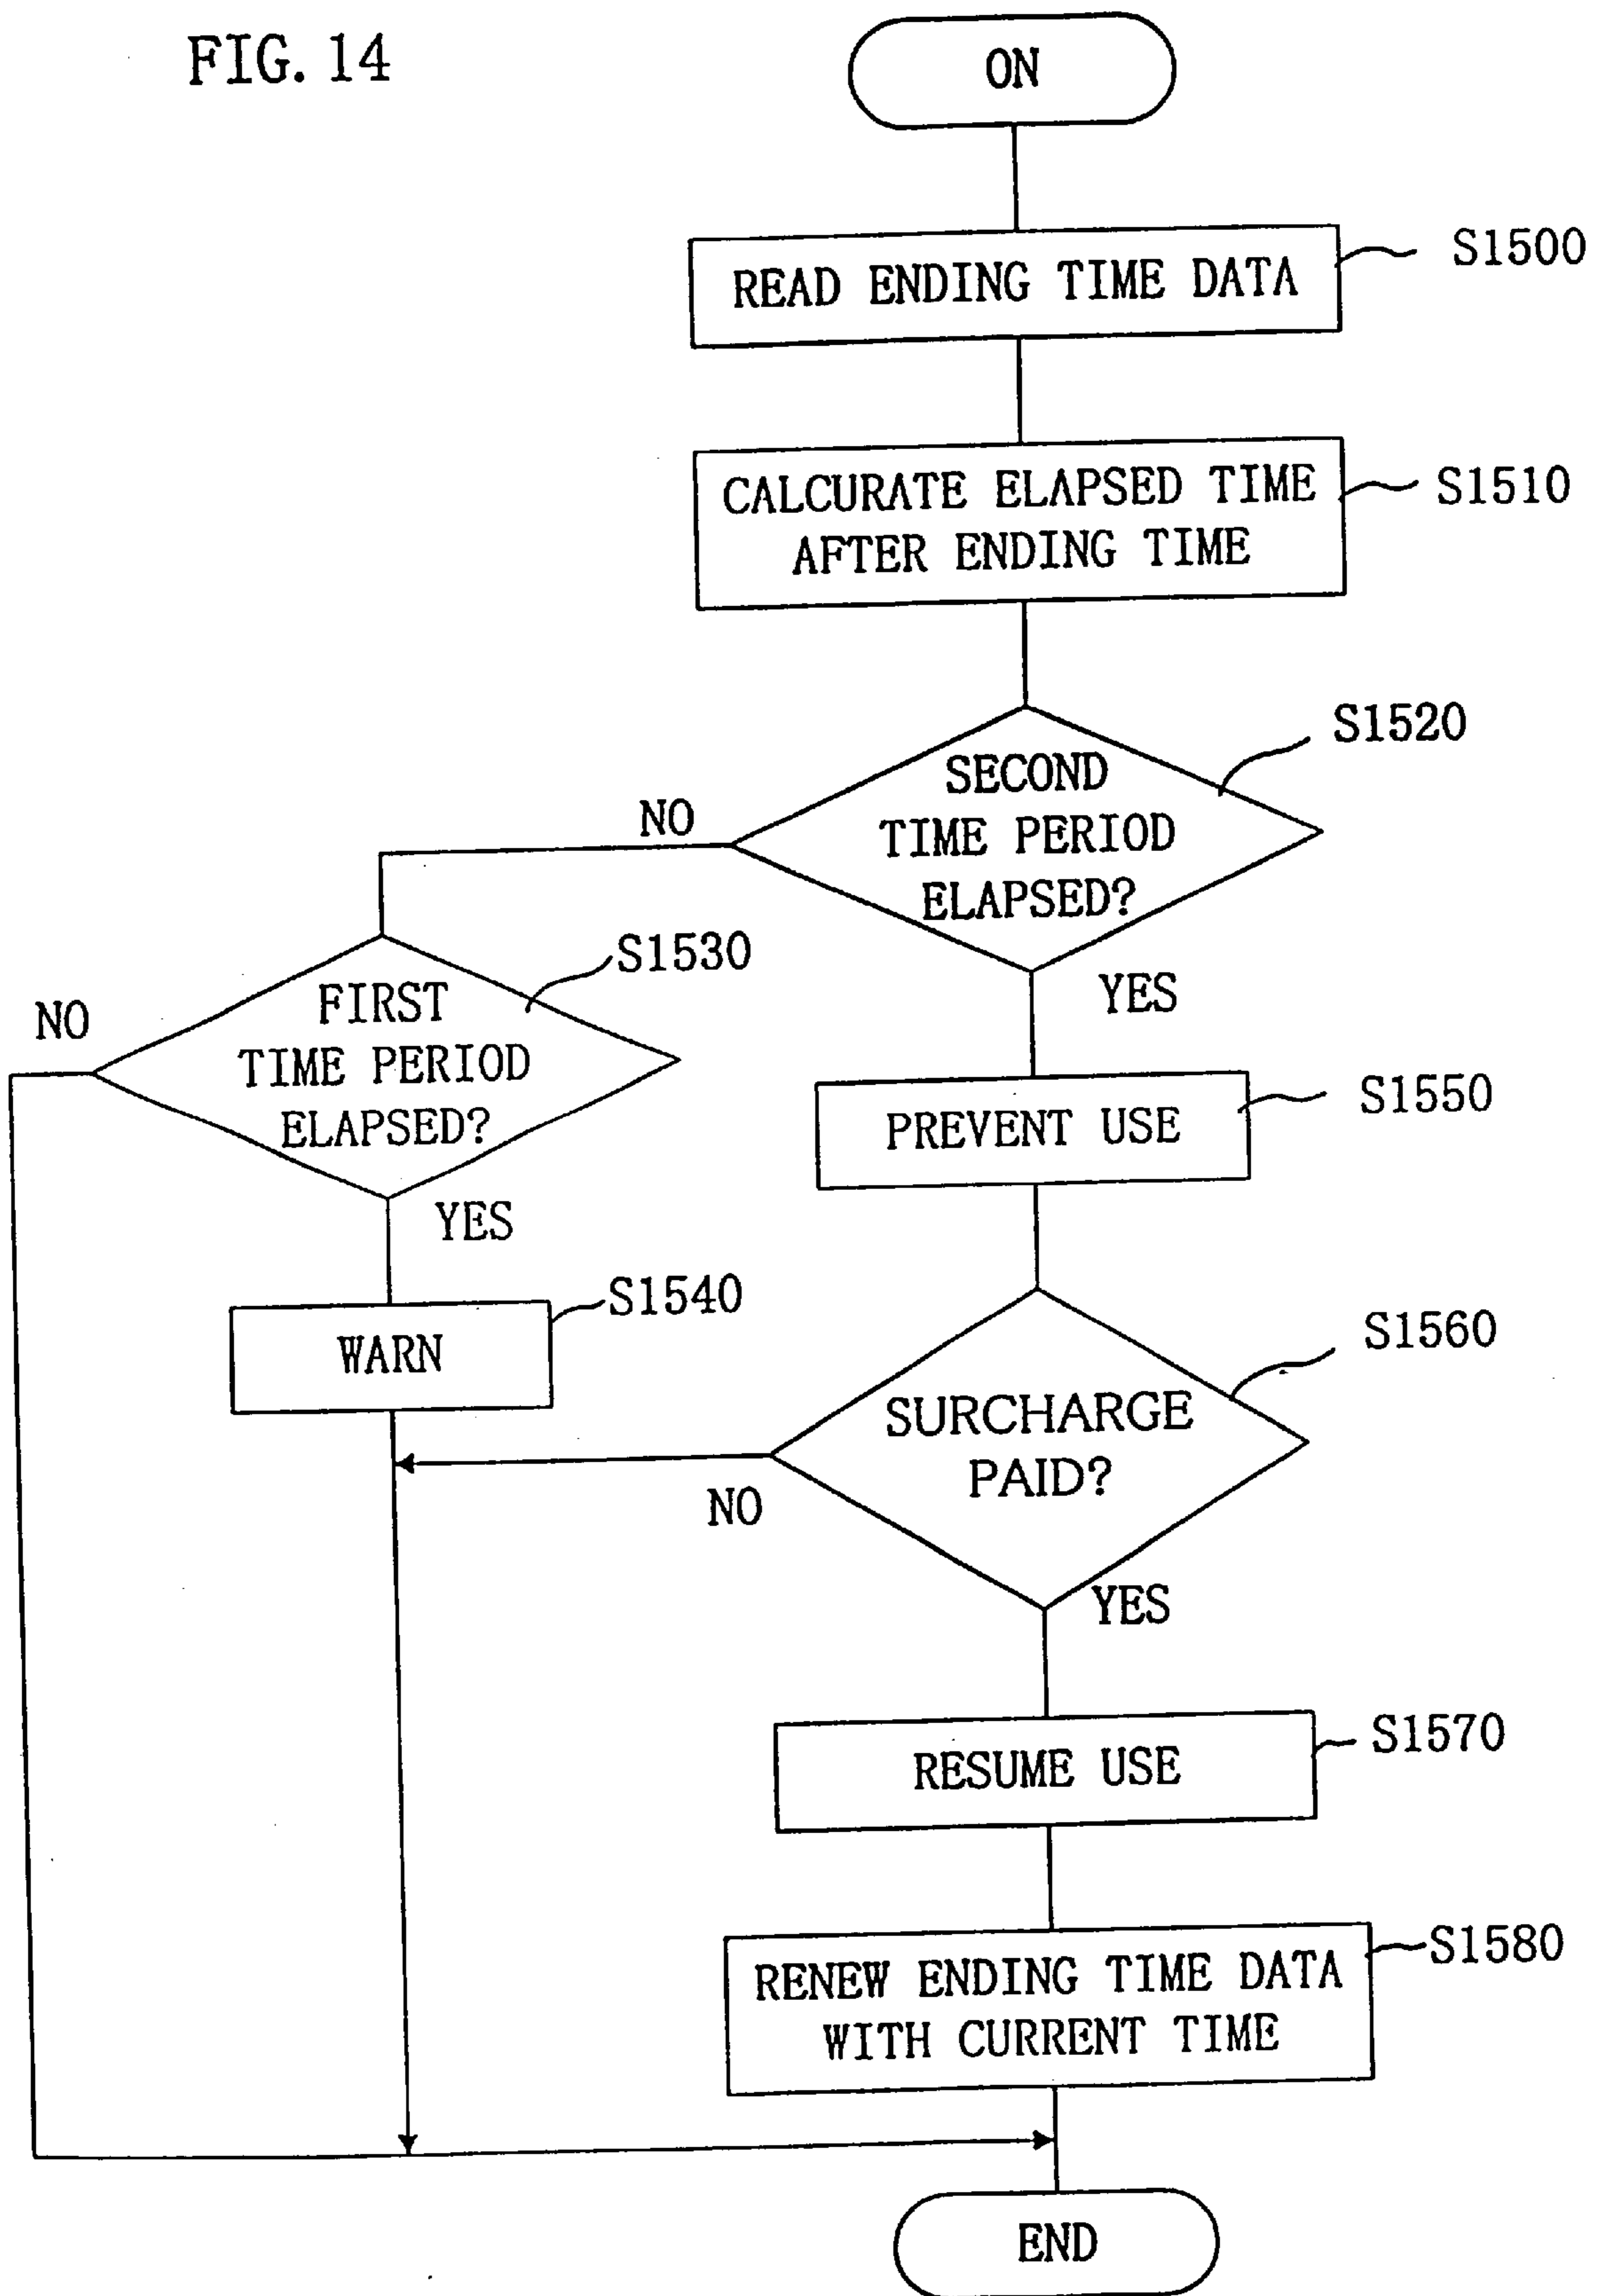 FIG. 14
ON
READ ENDING TIME DATA
S1500
CALCURATE ELAPSED TIME
AFTER ENDING TIME
S1510
SECOND
TIME PERIOD
ELAPSED?
S1520
NO
YES
FIRST
TIME PERIOD
ELAPSED?
S1530
NO
YES
PREVENT USE
S1550
WARN
S1540
SURCHARGE
PAID?
S1560
NO
YES
RESUME USE
S1570
RENEW ENDING TIME DATA
WITH CURRENT TIME
S1580
END